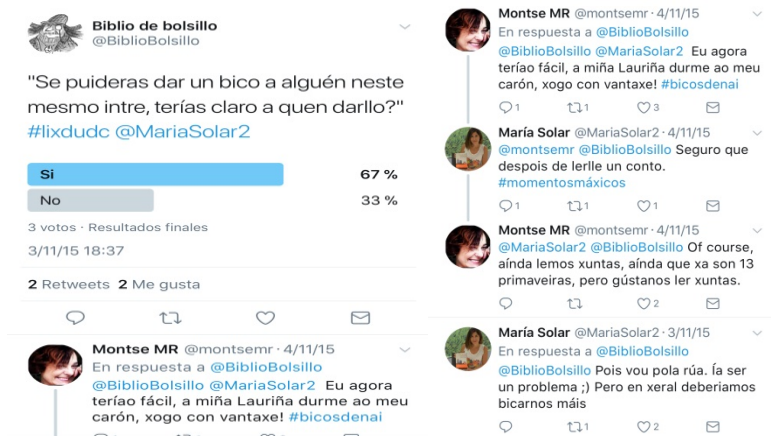 Biblio de bolsillo
@BiblioBolsillo
"Se puideras dar un bico a alguén neste
mesmo intre, terías claro a quen darllo?"
#lixdudc @MariaSolar2
Si 67 %
No 33 %
3 votos · Resultados finales
3/11/15 18:37
2 Retweets 2 Me gusta
Montse MR @montsemr · 4/11/15
En respuesta a @BiblioBolsillo
@BiblioBolsillo @MariaSolar2 Eu agora
teríao fácil, a miña Lauriña durme ao meu
carón, xogo con vantaxe! #bicosdenai
Montse MR @montsemr · 4/11/15
En respuesta a @BiblioBolsillo
@BiblioBolsillo @MariaSolar2 Eu agora
teríao fácil, a miña Lauriña durme ao meu
carón, xogo con vantaxe! #bicosdenai
1 1 3
María Solar @MariaSolar2 · 4/11/15
@montsemr @BiblioBolsillo Seguro que
despois de lerlle un conto.
#momentosmáxicos
1 1 1
Montse MR @montsemr · 4/11/15
@MariaSolar2 @BiblioBolsillo Of course,
aínda lemos xuntas, aínda que xa son 13
primaveiras, pero gústanos ler xuntas.
2
María Solar @MariaSolar2 · 3/11/15
En respuesta a @BiblioBolsillo
@BiblioBolsillo Pois vou pola rúa. Ía ser
un problema ;) Pero en xeral deberiamos
bicarnos máis
1 2